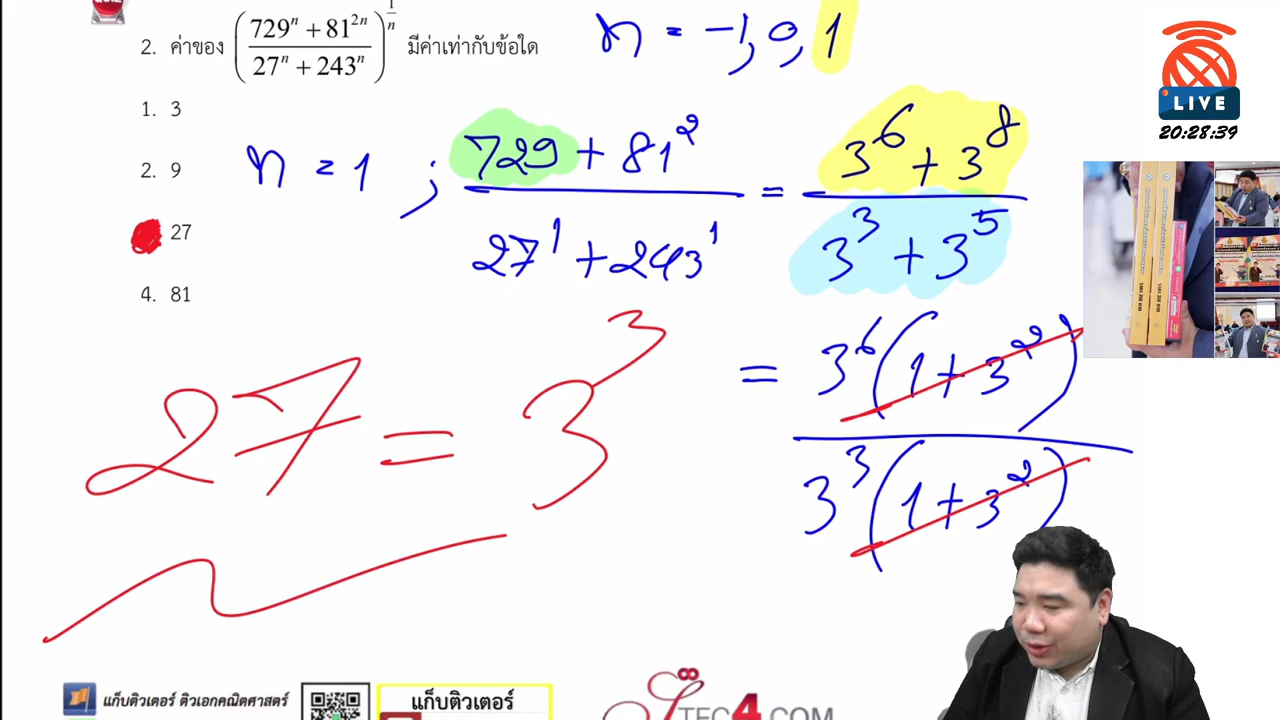 2. ค่าของ ((729^n + 81^{2n}) / (27^n + 243^n))^{1/n} มีค่าเท่ากับข้อใด
n = -1, 0, 1
1. 3
2. 9
27
4. 81
n = 1 ; (729 + 81^2) / (27^1 + 243^1) = (3^6 + 3^8) / (3^3 + 3^5)
= 3^6(1 + 3^2) / 3^3(1 + 3^2)
27 = 3^3
LIVE
20:28:39
แก็บติวเตอร์ ติวเอกคณิตศาสตร์
แก็บติวเตอร์
TEC4.COM